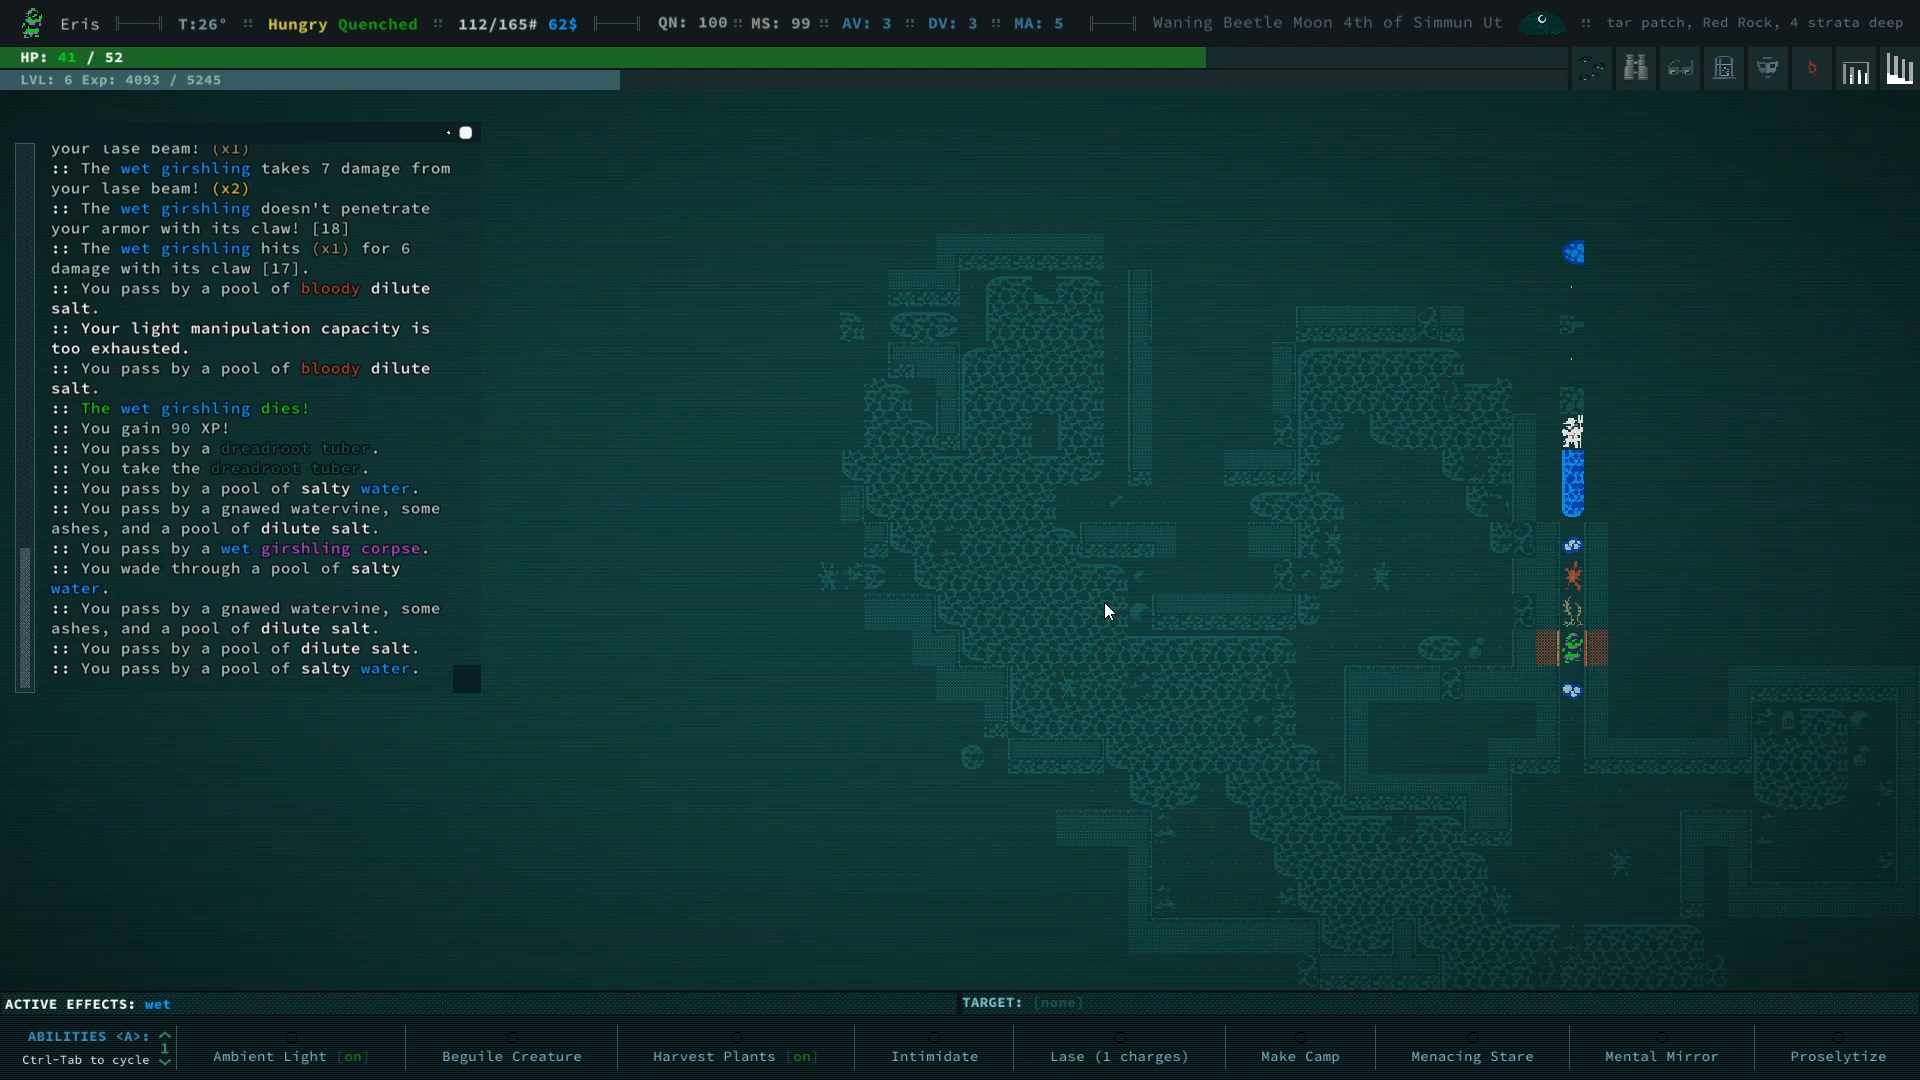 Eris T:26° :: Hungry Quenched :: 112/165# 62$ QN: 100 :: MS: 99 :: AV: 3 :: DV: 3 :: MA: 5 Waning Beetle Moon 4th of Simmun Ut :: tar patch, Red Rock, 4 strata deep
HP: 41 / 52
LVL: 6 Exp: 4093 / 5245
your lase beam! (x1)
:: The wet girshling takes 7 damage from
your lase beam! (x2)
:: The wet girshling doesn't penetrate
your armor with its claw! [18]
:: The wet girshling hits (x1) for 6
damage with its claw [17].
:: You pass by a pool of bloody dilute
salt.
:: Your light manipulation capacity is
too exhausted.
:: You pass by a pool of bloody dilute
salt.
:: The wet girshling dies!
:: You gain 90 XP!
:: You pass by a dreadroot tuber.
:: You take the dreadroot tuber.
:: You pass by a pool of salty water.
:: You pass by a gnawed watervine, some
ashes, and a pool of dilute salt.
:: You pass by a wet girshling corpse.
:: You wade through a pool of salty
water.
:: You pass by a gnawed watervine, some
ashes, and a pool of dilute salt.
:: You pass by a pool of dilute salt.
:: You pass by a pool of salty water.
ACTIVE EFFECTS: wet TARGET: [none]
ABILITIES <A>: 1
Ctrl-Tab to cycle
Ambient Light [on] Beguile Creature Harvest Plants [on] Intimidate Lase (1 charges) Make Camp Menacing Stare Mental Mirror Proselytize